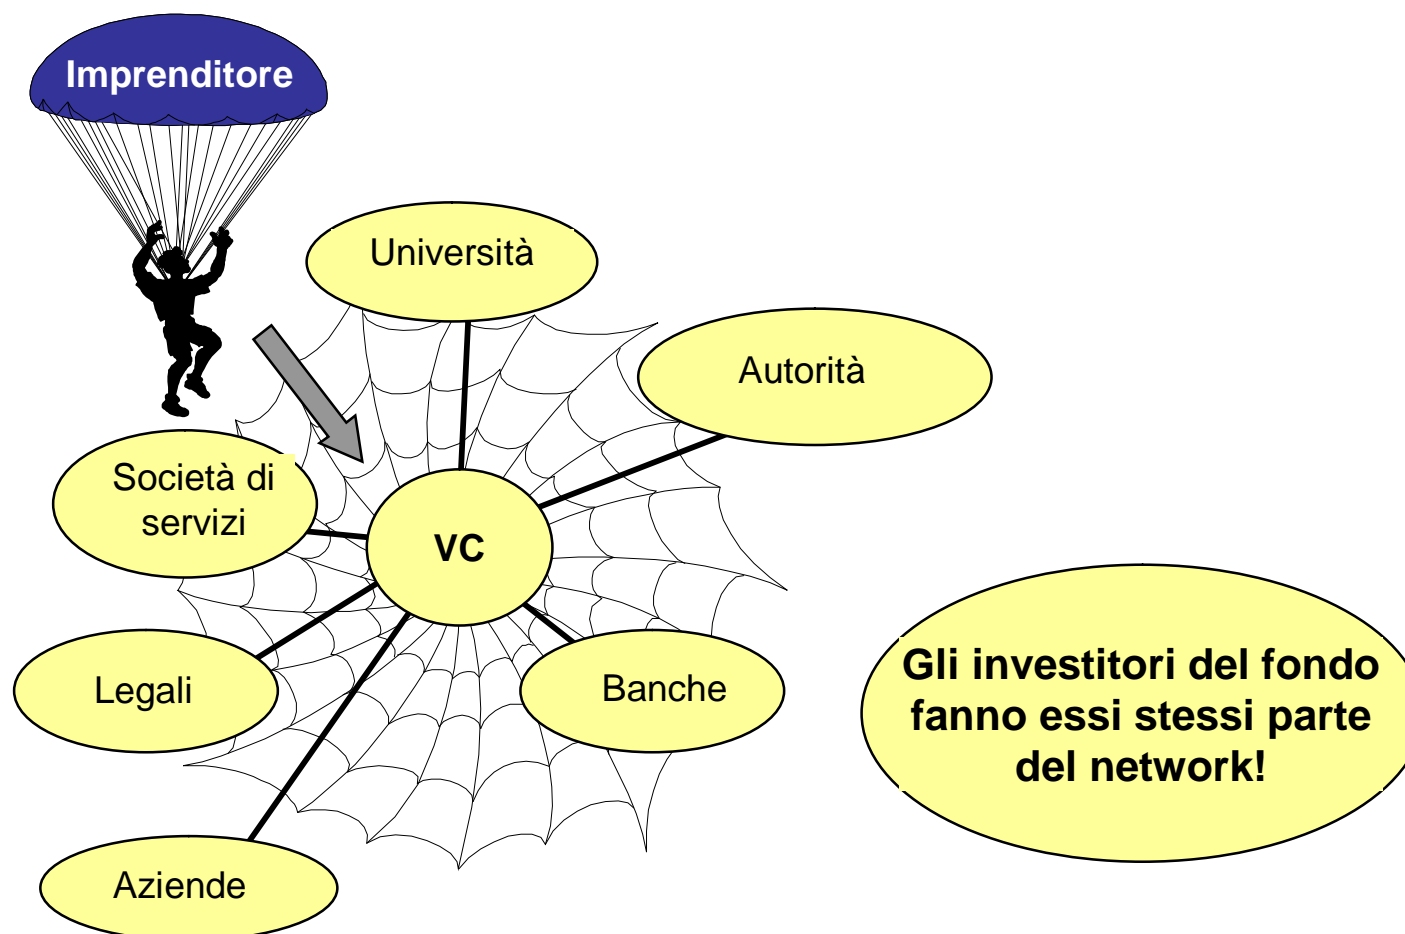 Imprenditore
Università
Autorità
Società di
servizi
VC
Legali
Banche
Aziende
Gli investitori del fondo
fanno essi stessi parte
del network!